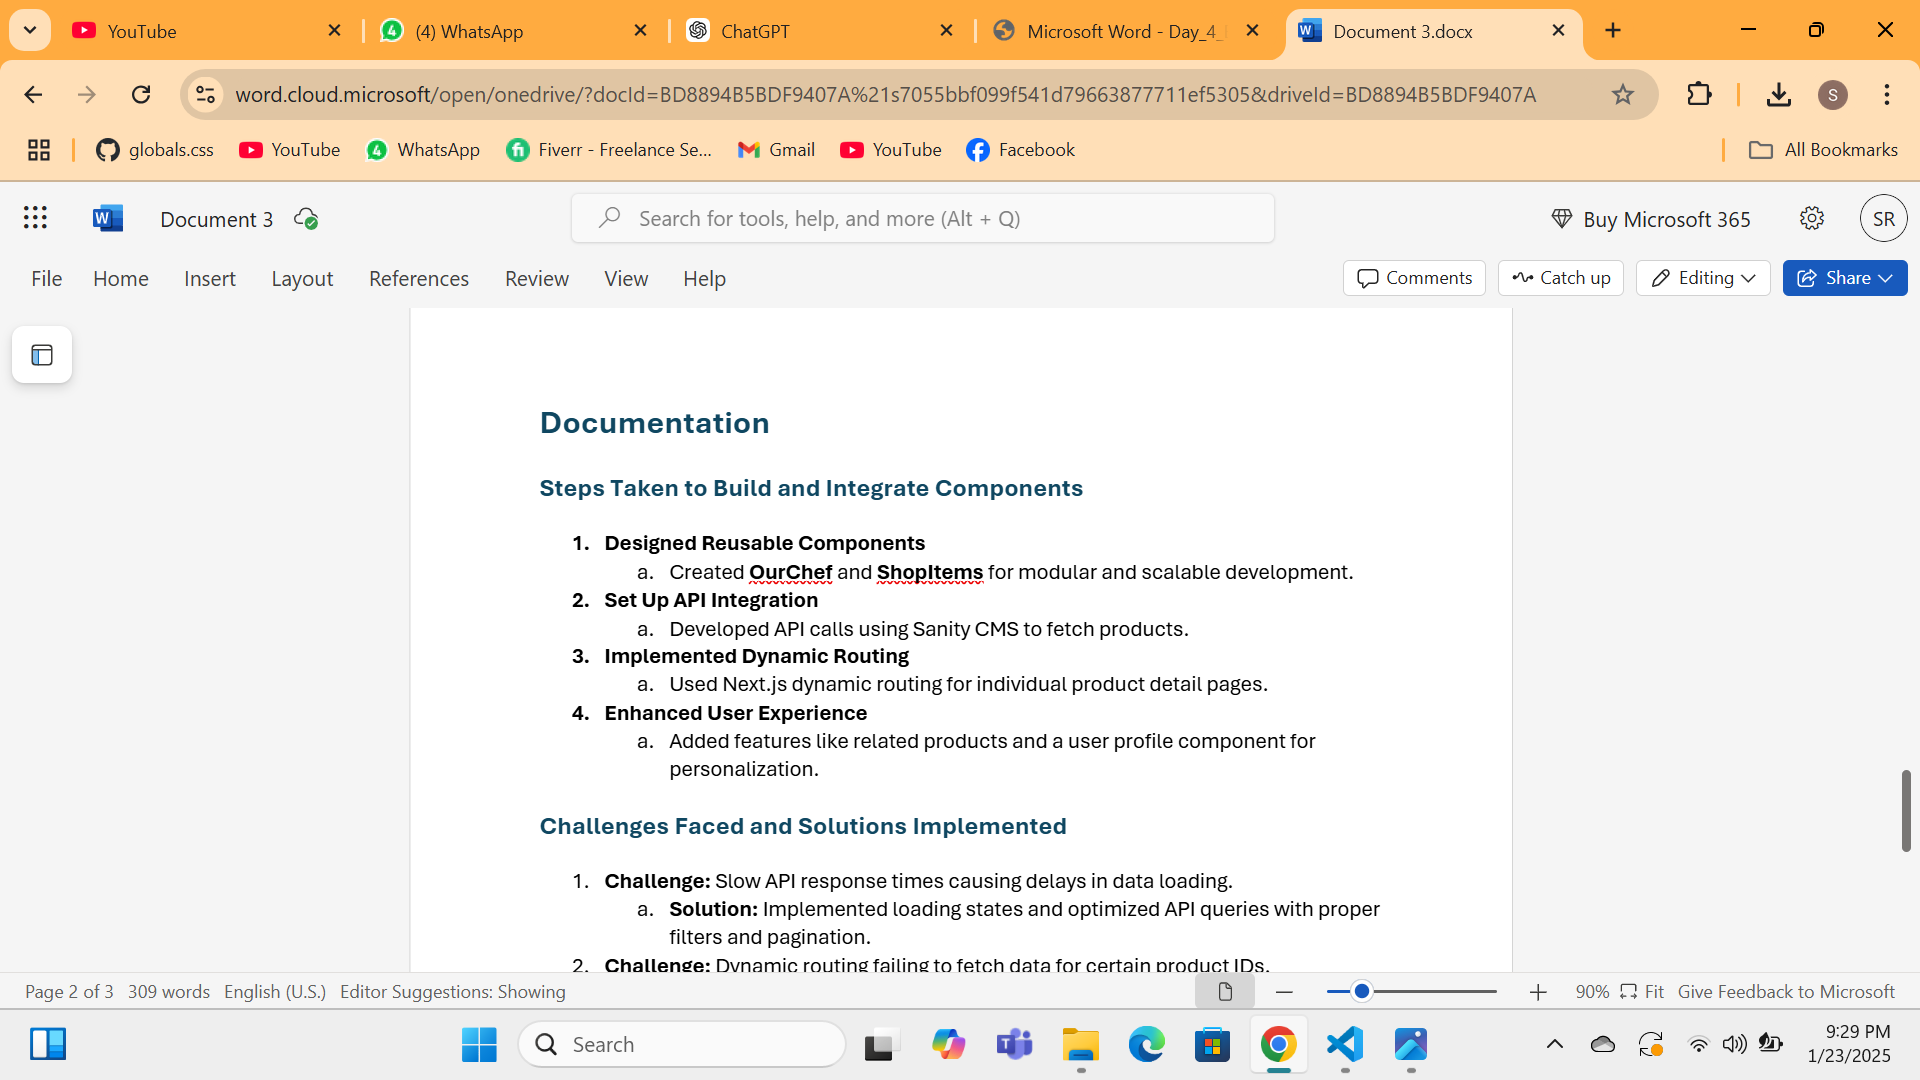 YouTube
(4) WhatsApp
ChatGPT
Microsoft Word - Day_4_
Document 3.docx
word.cloud.microsoft/open/onedrive/?docId=BD8894B5BDF9407A%21s7055bbf099f541d79663877711ef5305&driveId=BD8894B5BDF9407A
S
globals.css
YouTube
WhatsApp
Fiverr - Freelance Se...
Gmail
YouTube
Facebook
All Bookmarks
Document 3
Search for tools, help, and more (Alt + Q)
Buy Microsoft 365
SR
File Home Insert Layout References Review View Help
Comments
Catch up
Editing
Share
Documentation
Steps Taken to Build and Integrate Components
1. Designed Reusable Components
a. Created OurChef and ShopItems for modular and scalable development.
2. Set Up API Integration
a. Developed API calls using Sanity CMS to fetch products.
3. Implemented Dynamic Routing
a. Used Next.js dynamic routing for individual product detail pages.
4. Enhanced User Experience
a. Added features like related products and a user profile component for
personalization.
Challenges Faced and Solutions Implemented
1. Challenge: Slow API response times causing delays in data loading.
a. Solution: Implemented loading states and optimized API queries with proper
filters and pagination.
2. Challenge: Dynamic routing failing to fetch data for certain product IDs.
Page 2 of 3 309 words English (U.S.) Editor Suggestions: Showing
90% Fit Give Feedback to Microsoft
Search
9:29 PM
1/23/2025